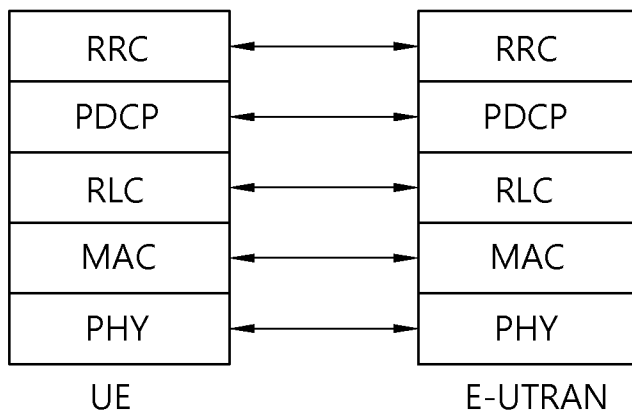 RRC RRC
PDCP PDCP
RLC RLC
MAC MAC
PHY PHY
UE E-UTRAN